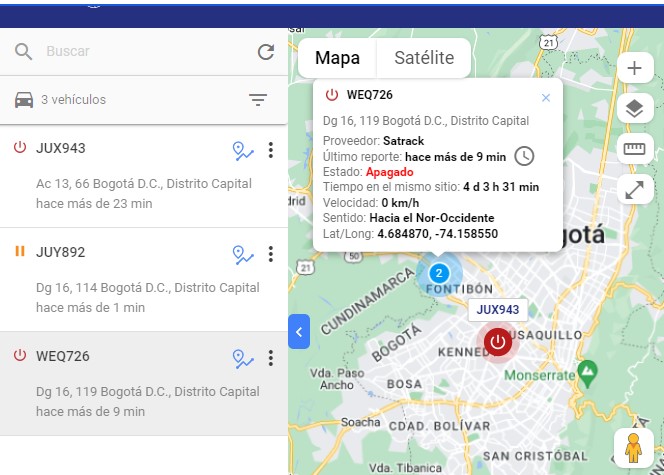 Buscar
3 vehículos
JUX943
Ac 13, 66 Bogotá D.C., Distrito Capital
hace más de 23 min
JUY892
Dg 16, 114 Bogotá D.C., Distrito Capital
hace más de 1 min
WEQ726
Dg 16, 119 Bogotá D.C., Distrito Capital
hace más de 9 min
Mapa
Satélite
21
WEQ726
Dg 16, 119 Bogotá D.C., Distrito Capital
Proveedor: Satrack
Último reporte: hace más de 9 min
Estado: Apagado
Tiempo en el mismo sitio: 4 d 3 h 31 min
Velocidad: 0 km/h
Sentido: Hacia el Nor-Occidente
Lat/Long: 4.684870, -74.158550
drid
gotá
50
21
2
FONTIBÓN
CUNDINAMARCA
BOGOTÁ
JUX943
USAQUILLO
KENNED
Vda. Paso
Ancho
BOSA
Monserrate
Soacha
CDAD. BOLÍVAR
SAN CRISTÓBAL
Vda. Canoas